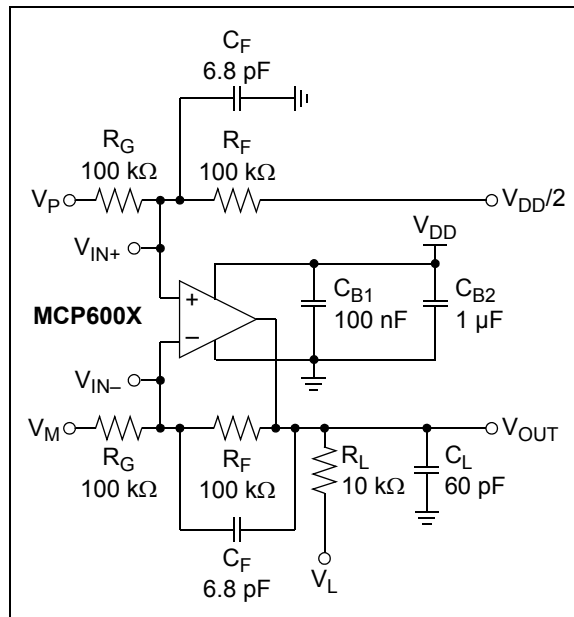 C_F
6.8 pF
R_G
100 kΩ
R_F
100 kΩ
V_P
V_DD/2
V_IN+
V_DD
MCP600X
+
−
C_B1
100 nF
C_B2
1 µF
V_IN–
V_M
V_OUT
R_G
100 kΩ
R_F
100 kΩ
R_L
10 kΩ
C_L
60 pF
C_F
6.8 pF
V_L